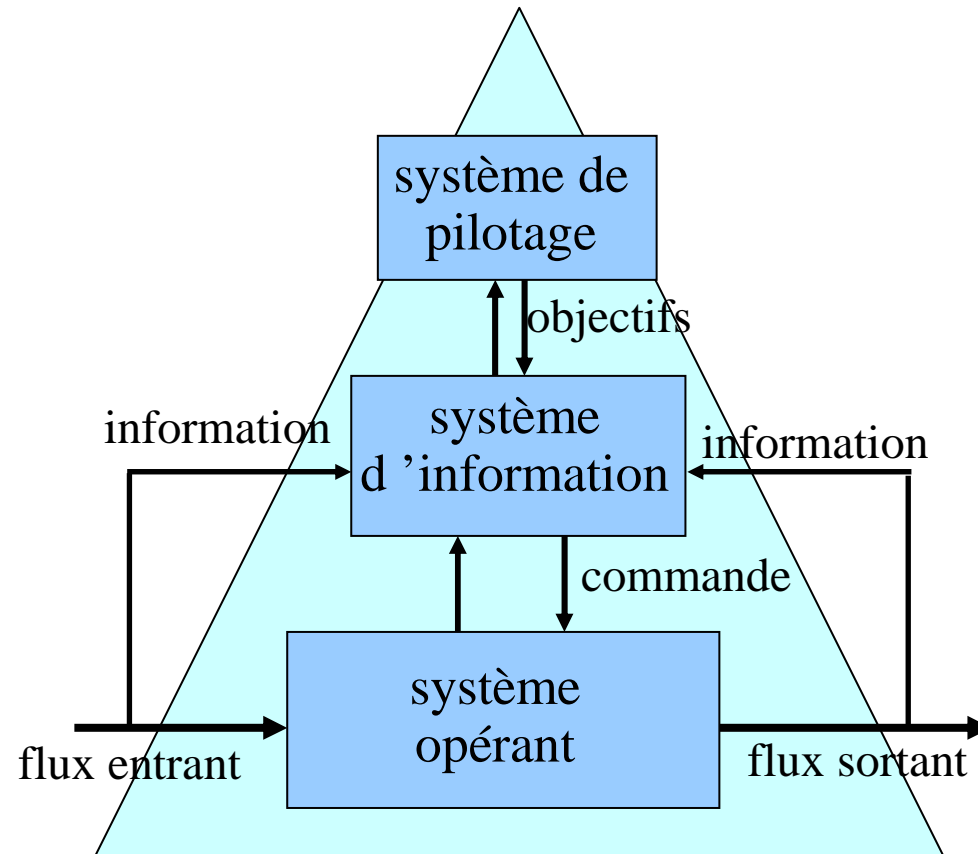 système de
pilotage
objectifs
système
d ’information
information
information
commande
système
opérant
flux entrant
flux sortant